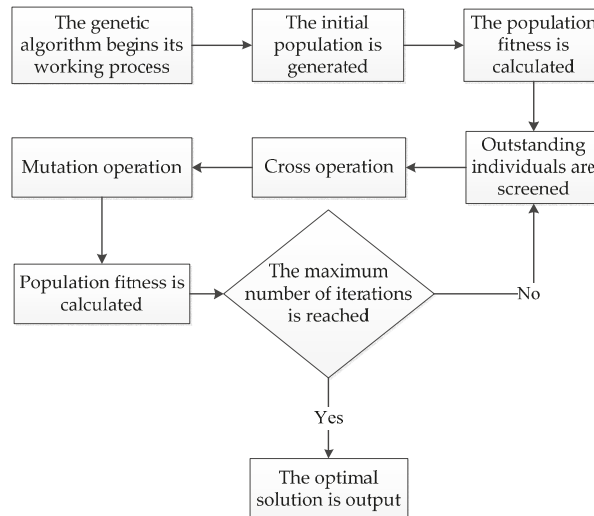 The genetic
algorithm begins its
working process
The initial
population is
generated
The population
fitness is
calculated
Outstanding
individuals are
screened
Cross operation
Mutation operation
Population fitness is
calculated
The maximum
number of iterations
is reached
No
Yes
The optimal
solution is output